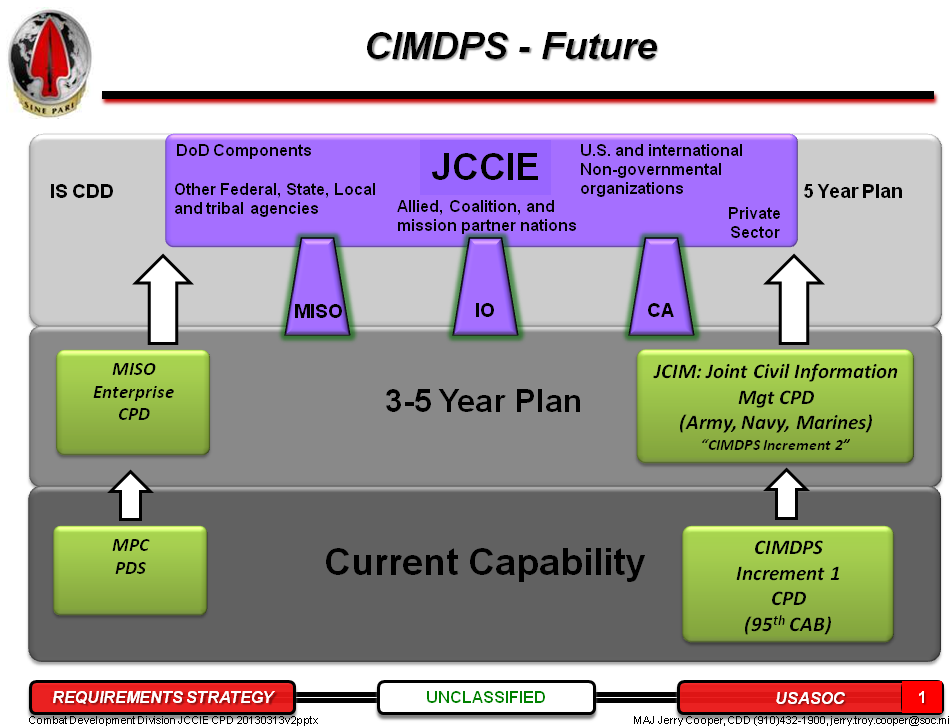 CIMDPS - Future
SINE PARI
IS CDD
DoD Components
Other Federal, State, Local
and tribal agencies
JCCIE
Allied, Coalition, and
mission partner nations
U.S. and international
Non-governmental
organizations
Private
Sector
5 Year Plan
MISO
IO
CA
MISO
Enterprise
CPD
3-5 Year Plan
JCIM: Joint Civil Information
Mgt CPD
(Army, Navy, Marines)
“CIMDPS Increment 2”
MPC
PDS
Current Capability
CIMDPS
Increment 1
CPD
(95th CAB)
REQUIREMENTS STRATEGY
UNCLASSIFIED
USASOC
1
Combat Development Division JCCIE CPD 20130313v2.pptx
MAJ Jerry Cooper, CDD (910)432-1900, jerry.troy.cooper@soc.mi